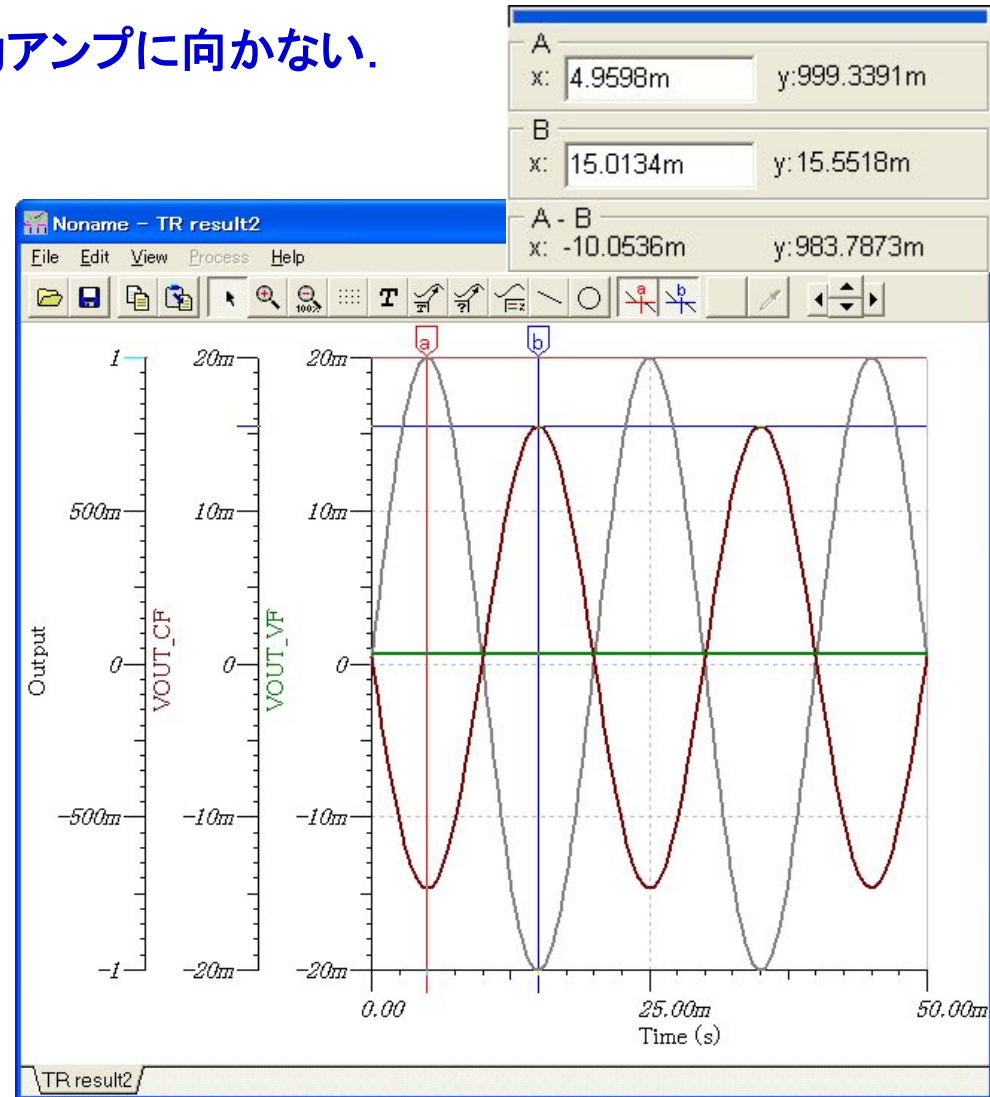 アンプに向かない.
A
x: 4.9598m y:999.3391m
B
x: 15.0134m y:15.5518m
A - B
x: -10.0536m y:983.7873m
Noname - TR result2
File Edit View Process Help
100%
a b
a b
1 20m 20m
500m 10m 10m
Output
VOUT_CF
VOUT_VF
0 0 0
-500m -10m -10m
-1 -20m -20m
0.00 25.00m 50.00m
Time (s)
TR result2